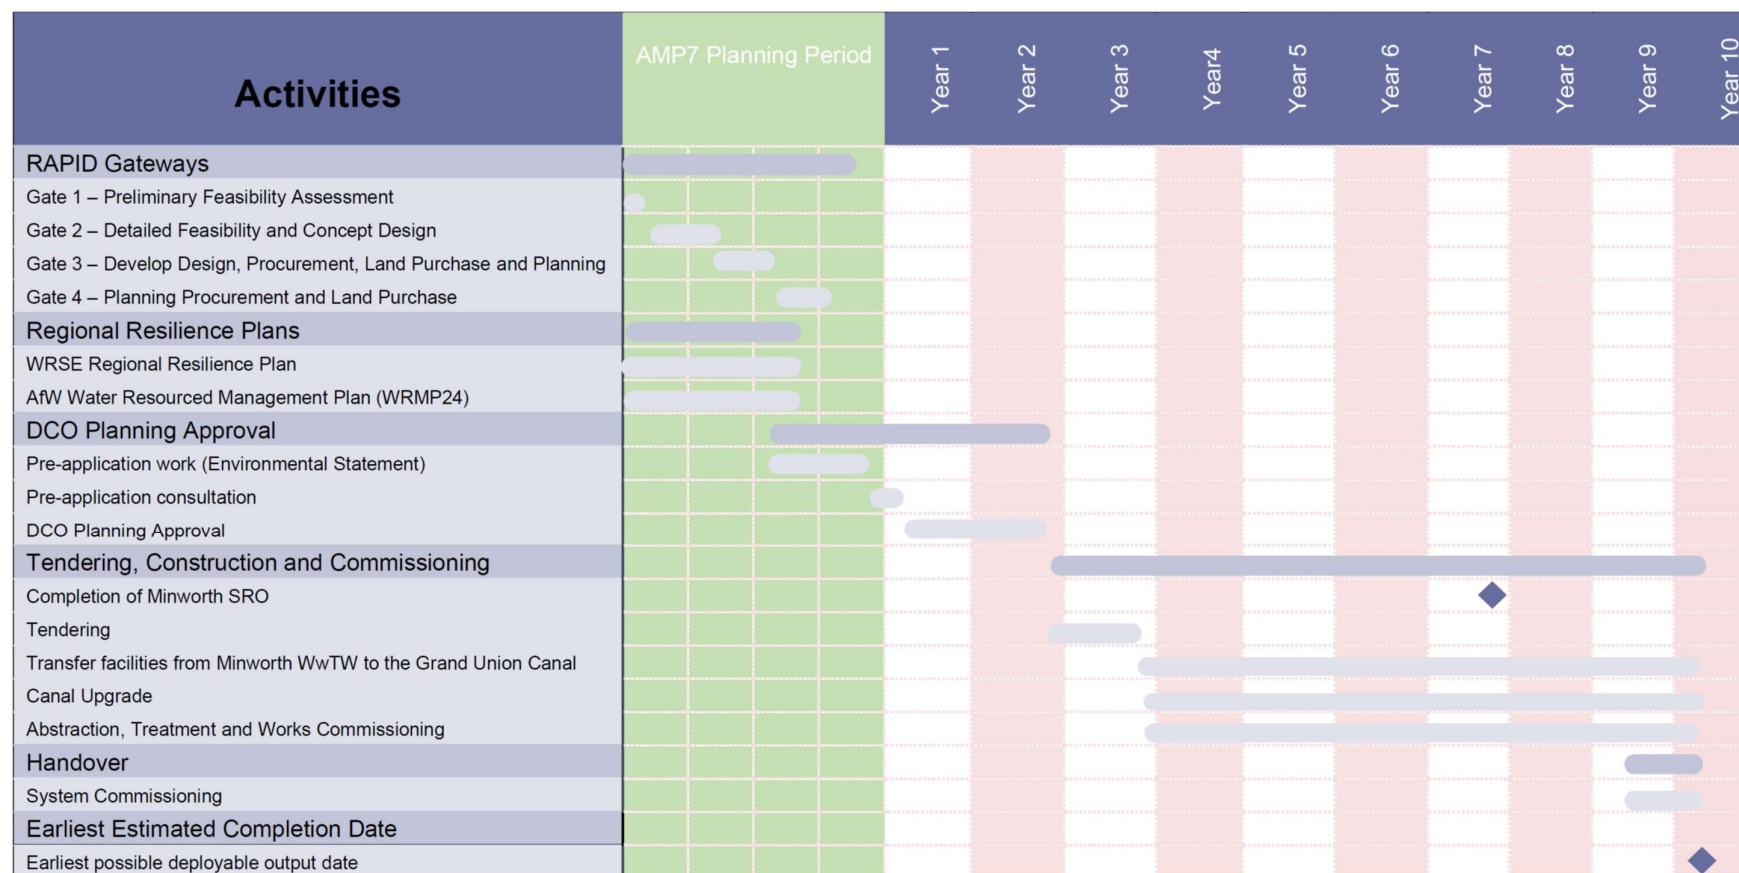 Activities
AMP7 Planning Period
Year 1
Year 2
Year 3
Year4
Year 5
Year 6
Year 7
Year 8
Year 9
Year 10
RAPID Gateways
Gate 1 – Preliminary Feasibility Assessment
Gate 2 – Detailed Feasibility and Concept Design
Gate 3 – Develop Design, Procurement, Land Purchase and Planning
Gate 4 – Planning Procurement and Land Purchase
Regional Resilience Plans
WRSE Regional Resilience Plan
AfW Water Resourced Management Plan (WRMP24)
DCO Planning Approval
Pre-application work (Environmental Statement)
Pre-application consultation
DCO Planning Approval
Tendering, Construction and Commissioning
Completion of Minworth SRO
Tendering
Transfer facilities from Minworth WwTW to the Grand Union Canal
Canal Upgrade
Abstraction, Treatment and Works Commissioning
Handover
System Commissioning
Earliest Estimated Completion Date
Earliest possible deployable output date